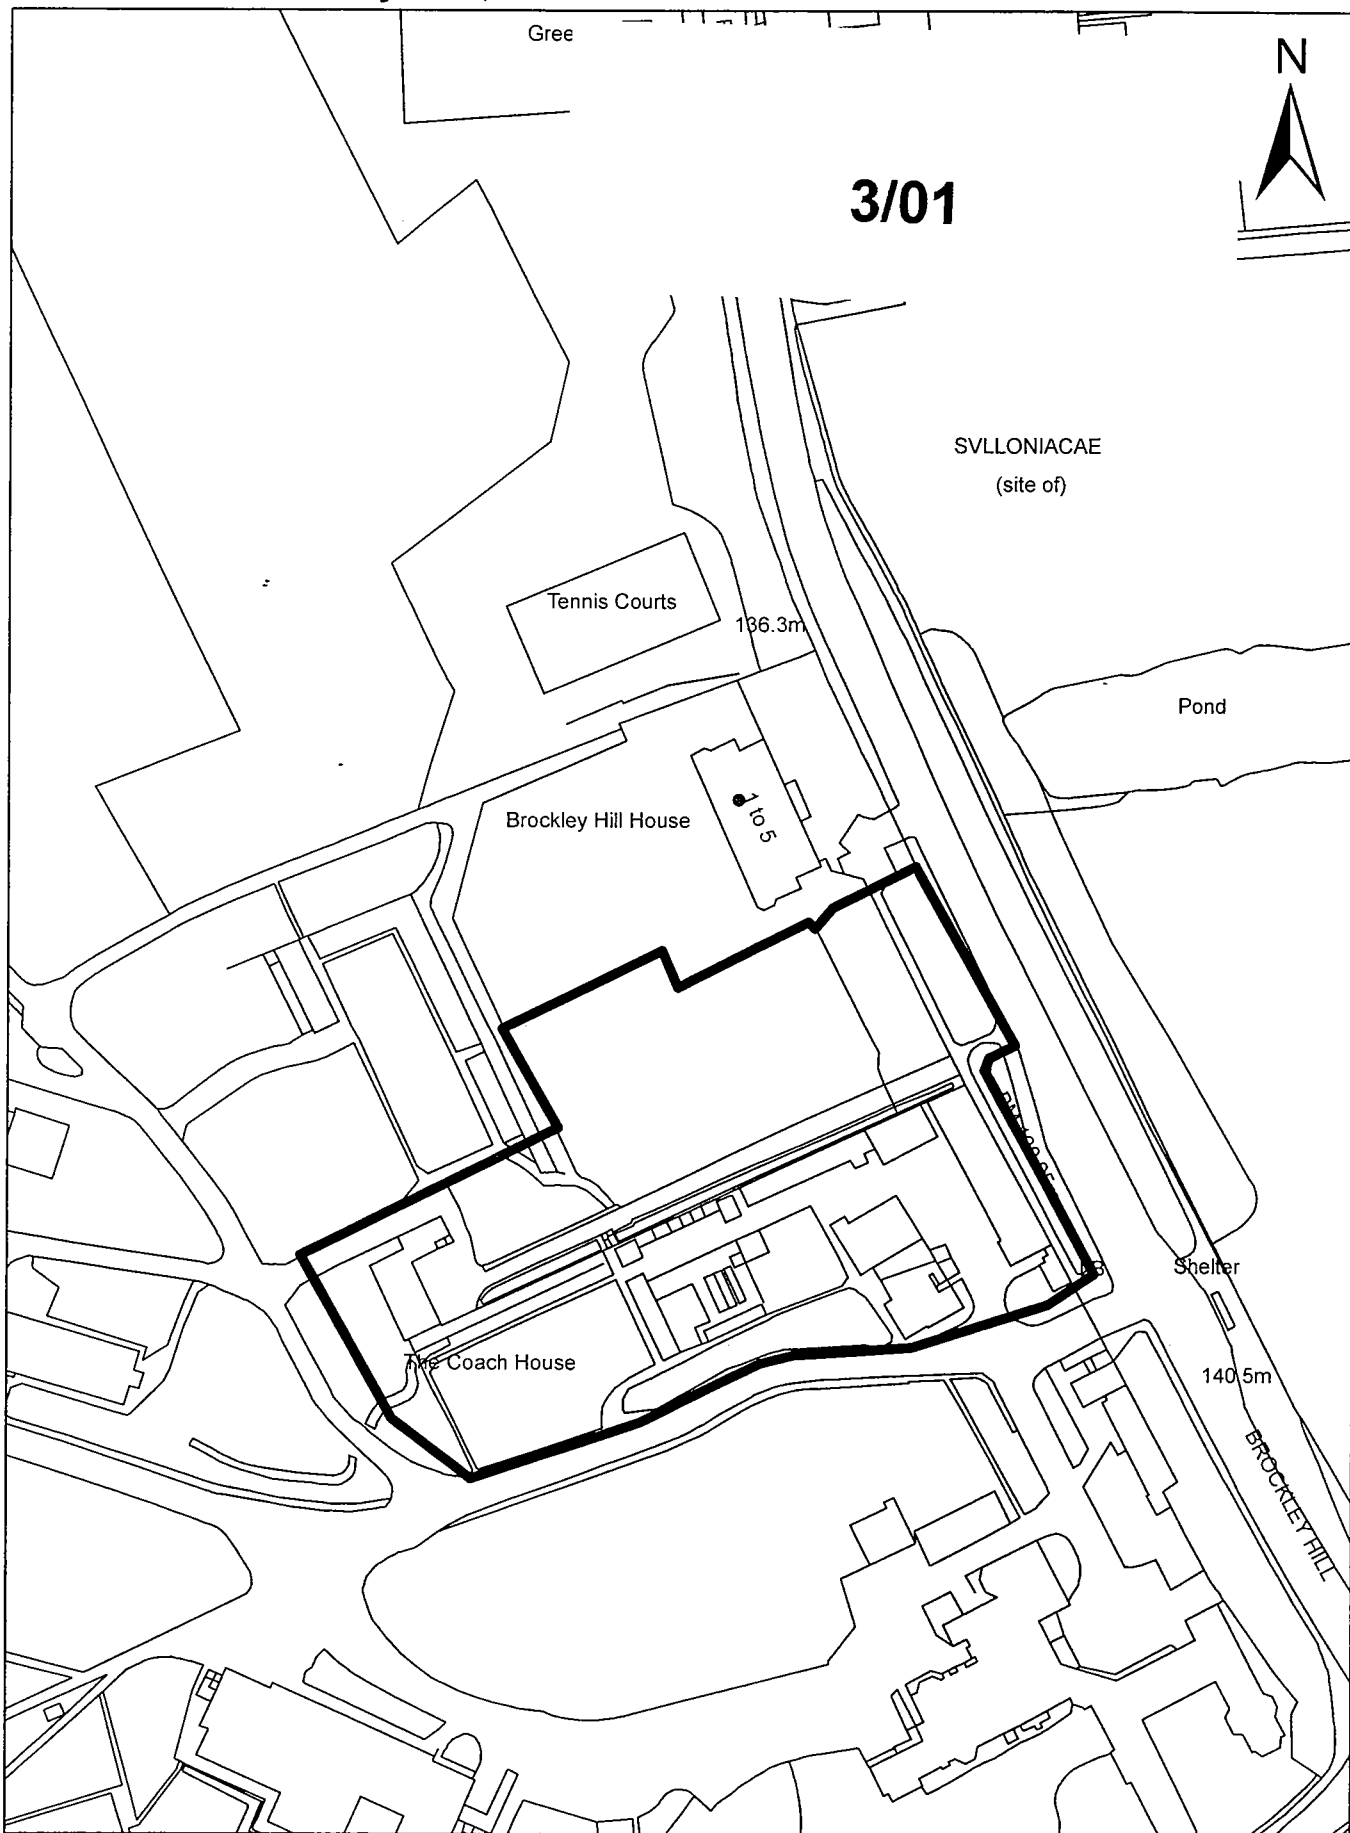 Gree
N
3/01
SVLLONIACAE
(site of)
Tennis Courts
136.3m
Pond
Brockley Hill House
1 to 5
Shelter
The Coach House
140.5m
BROCKLEY HILL